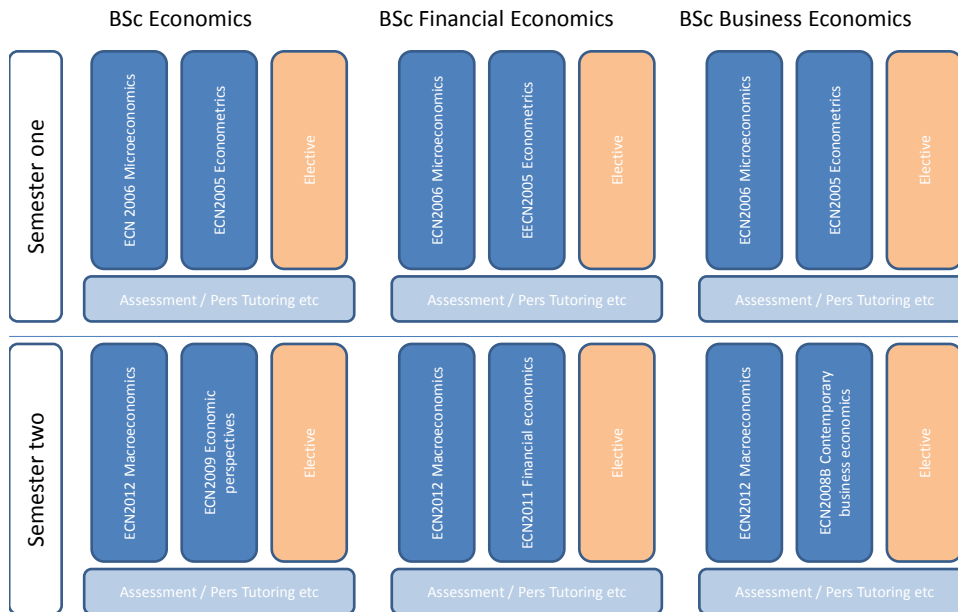 BSc Economics
BSc Financial Economics
BSc Business Economics
Semester one
ECN 2006 Microeconomics
ECN2005 Econometrics
Elective
ECN2006 Microeconomics
EECN2005 Econometrics
Elective
ECN2006 Microeconomics
ECN2005 Econometrics
Elective
Assessment / Pers Tutoring etc
Assessment / Pers Tutoring etc
Assessment / Pers Tutoring etc
Semester two
ECN2012 Macroeconomics
ECN2009 Economic
perspectives
Elective
ECN2012 Macroeconomics
ECN2011 Financial economics
Elective
ECN2012 Macroeconomics
ECN2008B Contemporary
business economics
Elective
Assessment / Pers Tutoring etc
Assessment / Pers Tutoring etc
Assessment / Pers Tutoring etc